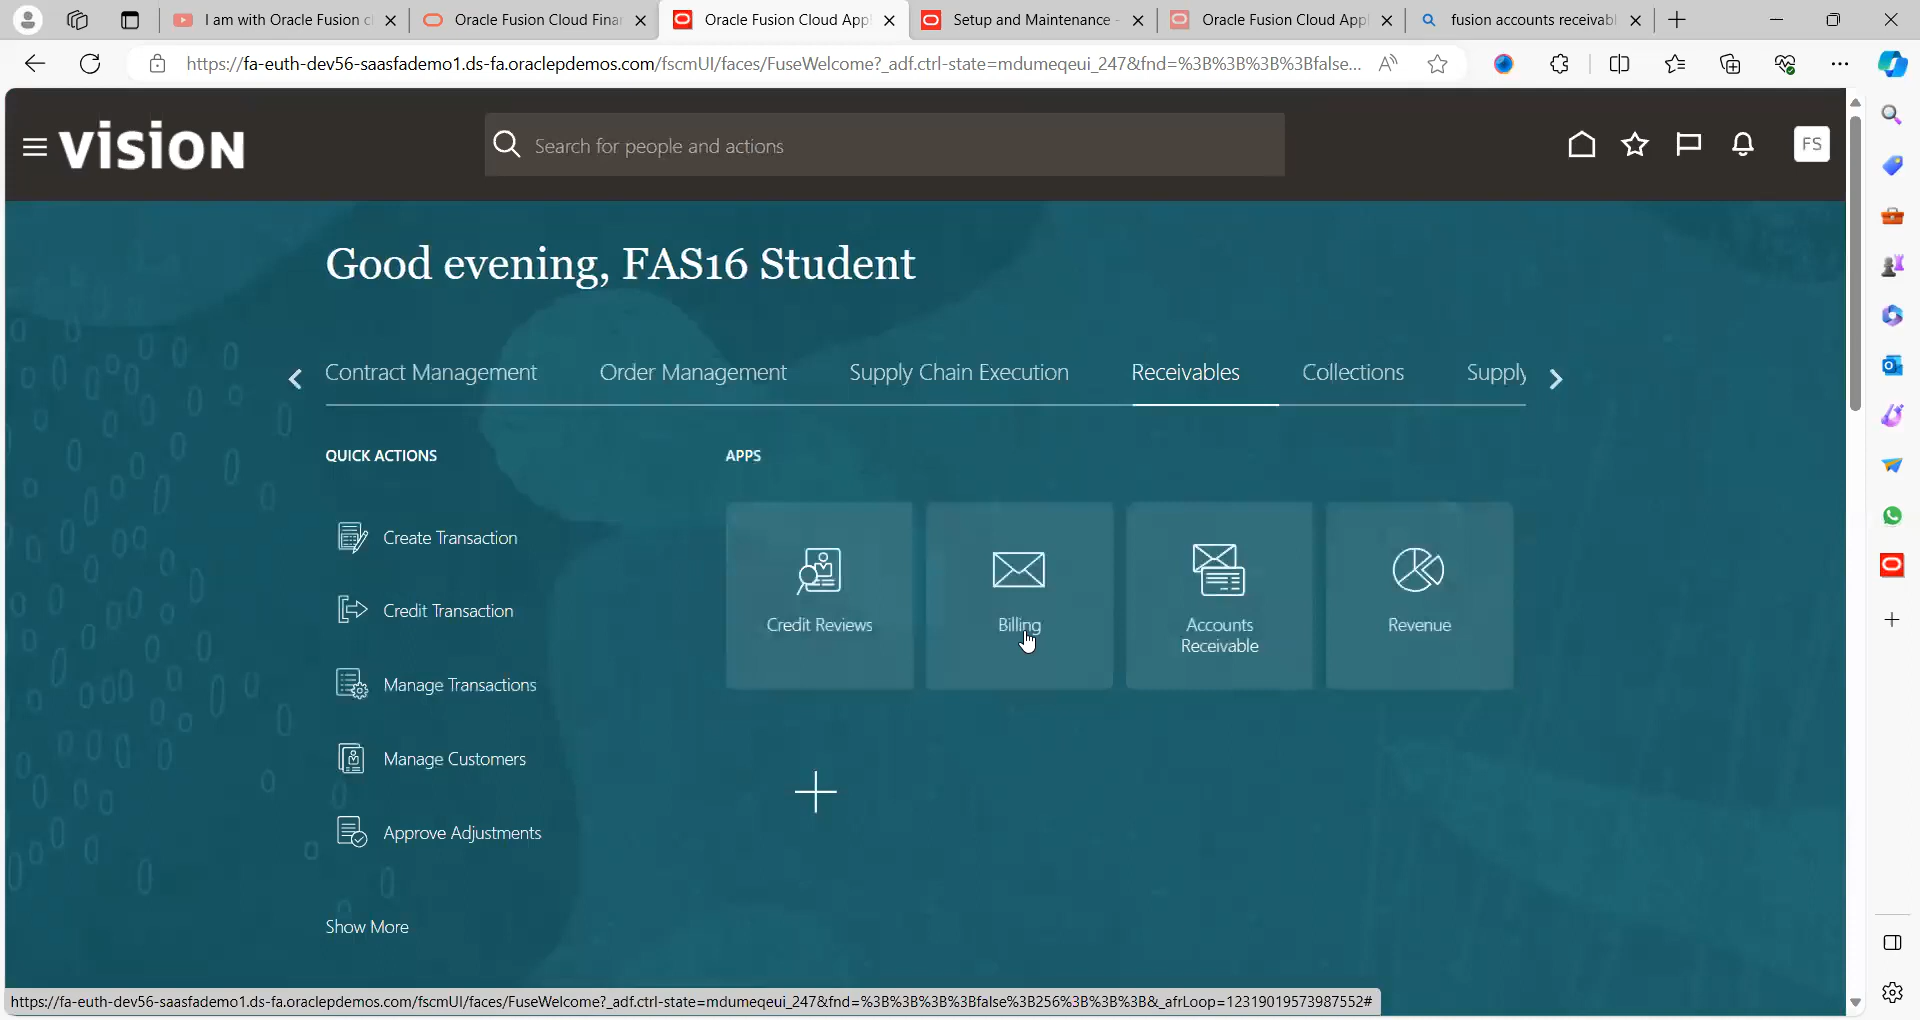 I am with Oracle Fusion c
Oracle Fusion Cloud Fina
Oracle Fusion Cloud App
Setup and Maintenance -
Oracle Fusion Cloud Appl
fusion accounts receivabl
https://fa-euth-dev56-saasfademo1.ds-fa.oraclepdemos.com/fscmUI/faces/FuseWelcome?_adf.ctrl-state=mdumeqeui_247&fnd=%3B%3B%3B%3Bfalse...
VISION
Search for people and actions
FS
Good evening, FAS16 Student
Contract Management
Order Management
Supply Chain Execution
Receivables
Collections
Supply
QUICK ACTIONS
APPS
Create Transaction
Credit Transaction
Manage Transactions
Manage Customers
Approve Adjustments
Show More
Credit Reviews
Billing
Accounts
Receivable
Revenue
https://fa-euth-dev56-saasfademo1.ds-fa.oraclepdemos.com/fscmUI/faces/FuseWelcome?_adf.ctrl-state=mdumeqeui_247&fnd=%3B%3B%3B%3Bfalse%3B256%3B%3B%3B&_afrLoop=12319019573987552#